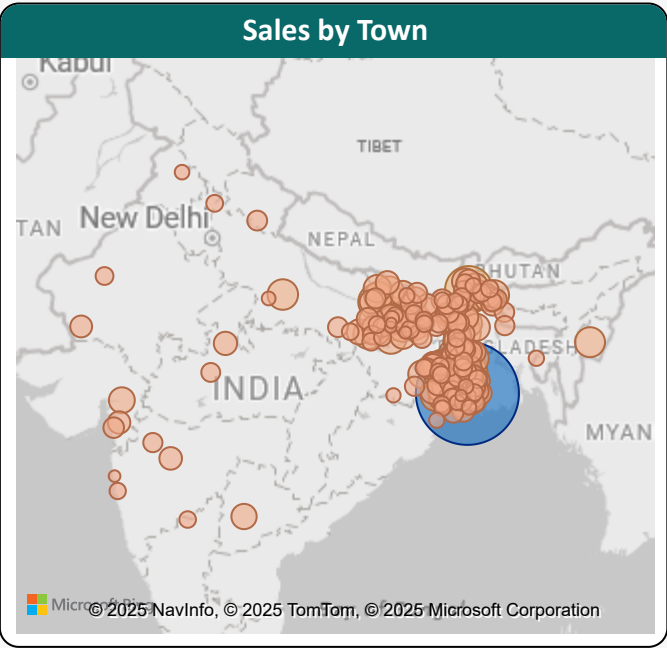 Sales by Town
Kabul
TIBET
TAN
New Delhi
NEPAL
BHUTAN
INDIA
MYAN
© 2025 NavInfo, © 2025 TomTom, © 2025 Microsoft Corporation